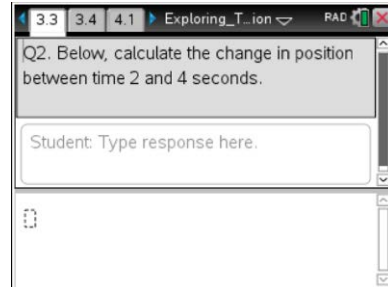 3.3 3.4 4.1 Exploring_T...ion RAD
Q2. Below, calculate the change in position
between time 2 and 4 seconds.
Student: Type response here.